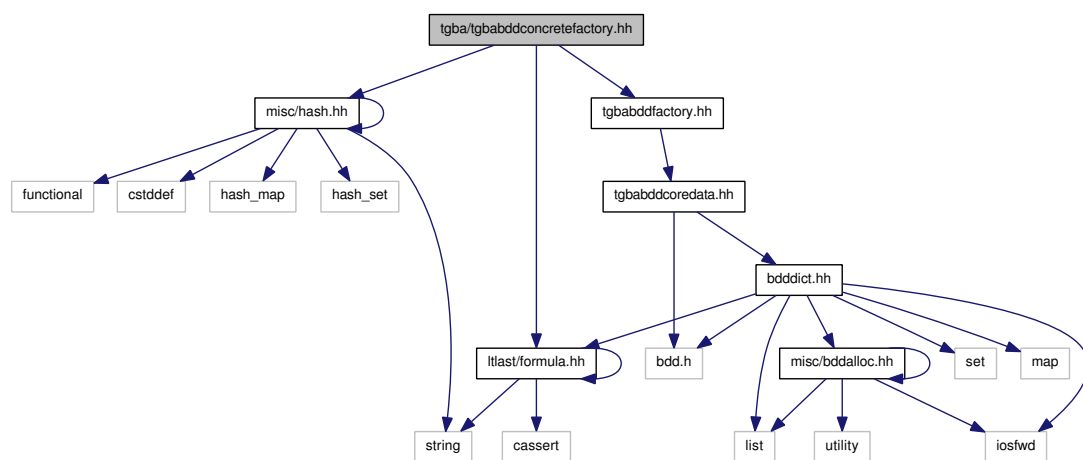 tgba/tgbabddconcretefactory.hh
misc/hash.hh
tgbabddfactory.hh
functional
cstddef
hash_map
hash_set
tgbabddcoredata.hh
bdddict.hh
ltlast/formula.hh
bdd.h
misc/bddalloc.hh
set
map
string
cassert
list
utility
iosfwd